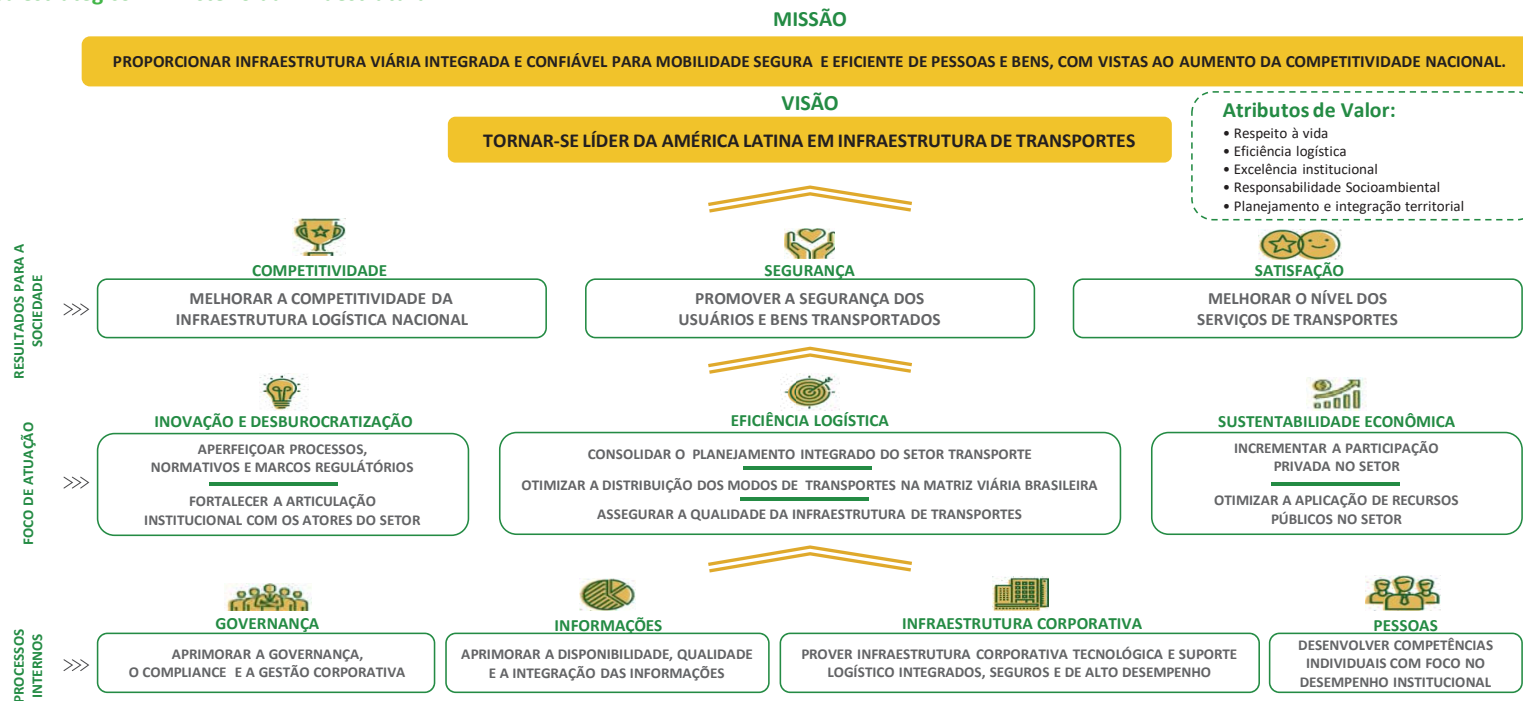 MISSÃO
PROPORCIONAR INFRAESTRUTURA VIÁRIA INTEGRADA E CONFIÁVEL PARA MOBILIDADE SEGURA E EFICIENTE DE PESSOAS E BENS, COM VISTAS AO AUMENTO DA COMPETITIVIDADE NACIONAL.
VISÃO
TORNAR-SE LÍDER DA AMÉRICA LATINA EM INFRAESTRUTURA DE TRANSPORTES
Atributos de Valor:
• Respeito à vida
• Eficiência logística
• Excelência institucional
• Responsabilidade Socioambiental
• Planejamento e integração territorial
RESULTADOS PARA A
SOCIEDADE
>>>
COMPETITIVIDADE
MELHORAR A COMPETITIVIDADE DA
INFRAESTRUTURA LOGÍSTICA NACIONAL
SEGURANÇA
PROMOVER A SEGURANÇA DOS
USUÁRIOS E BENS TRANSPORTADOS
SATISFAÇÃO
MELHORAR O NÍVEL DOS
SERVIÇOS DE TRANSPORTES
FOCO DE ATUAÇÃO
>>>
INOVAÇÃO E DESBUROCRATIZAÇÃO
APERFEIÇOAR PROCESSOS,
NORMATIVOS E MARCOS REGULÁTÓRIOS
FORTALECER A ARTICULAÇÃO
INSTITUCIONAL COM OS ATORES DO SETOR
EFICIÊNCIA LOGÍSTICA
CONSOLIDAR O PLANEJAMENTO INTEGRADO DO SETOR TRANSPORTE
OTIMIZAR A DISTRIBUIÇÃO DOS MODOS DE TRANSPORTES NA MATRIZ VIÁRIA BRASILEIRA
ASSEGURAR A QUALIDADE DA INFRAESTRUTURA DE TRANSPORTES
SUSTENTABILIDADE ECONÔMICA
INCREMENTAR A PARTICIPAÇÃO
PRIVADA NO SETOR
OTIMIZAR A APLICAÇÃO DE RECURSOS
PÚBLICOS NO SETOR
PROCESSOS
INTERNOS
>>>
GOVERNANÇA
APRIMORAR A GOVERNANÇA,
O COMPLIANCE E A GESTÃO CORPORATIVA
INFORMAÇÕES
APRIMORAR A DISPONIBILIDADE, QUALIDADE
E A INTEGRAÇÃO DAS INFORMAÇÕES
INFRAESTRUTURA CORPORATIVA
PROVER INFRAESTRUTURA CORPORATIVA TECNOLÓGICA E SUPORTE
LOGÍSTICO INTEGRADOS, SEGUROS E DE ALTO DESEMPENHO
PESSOAS
DESENVOLVER COMPETÊNCIAS
INDIVIDUAIS COM FOCO NO
DESEMPENHO INSTITUCIONAL